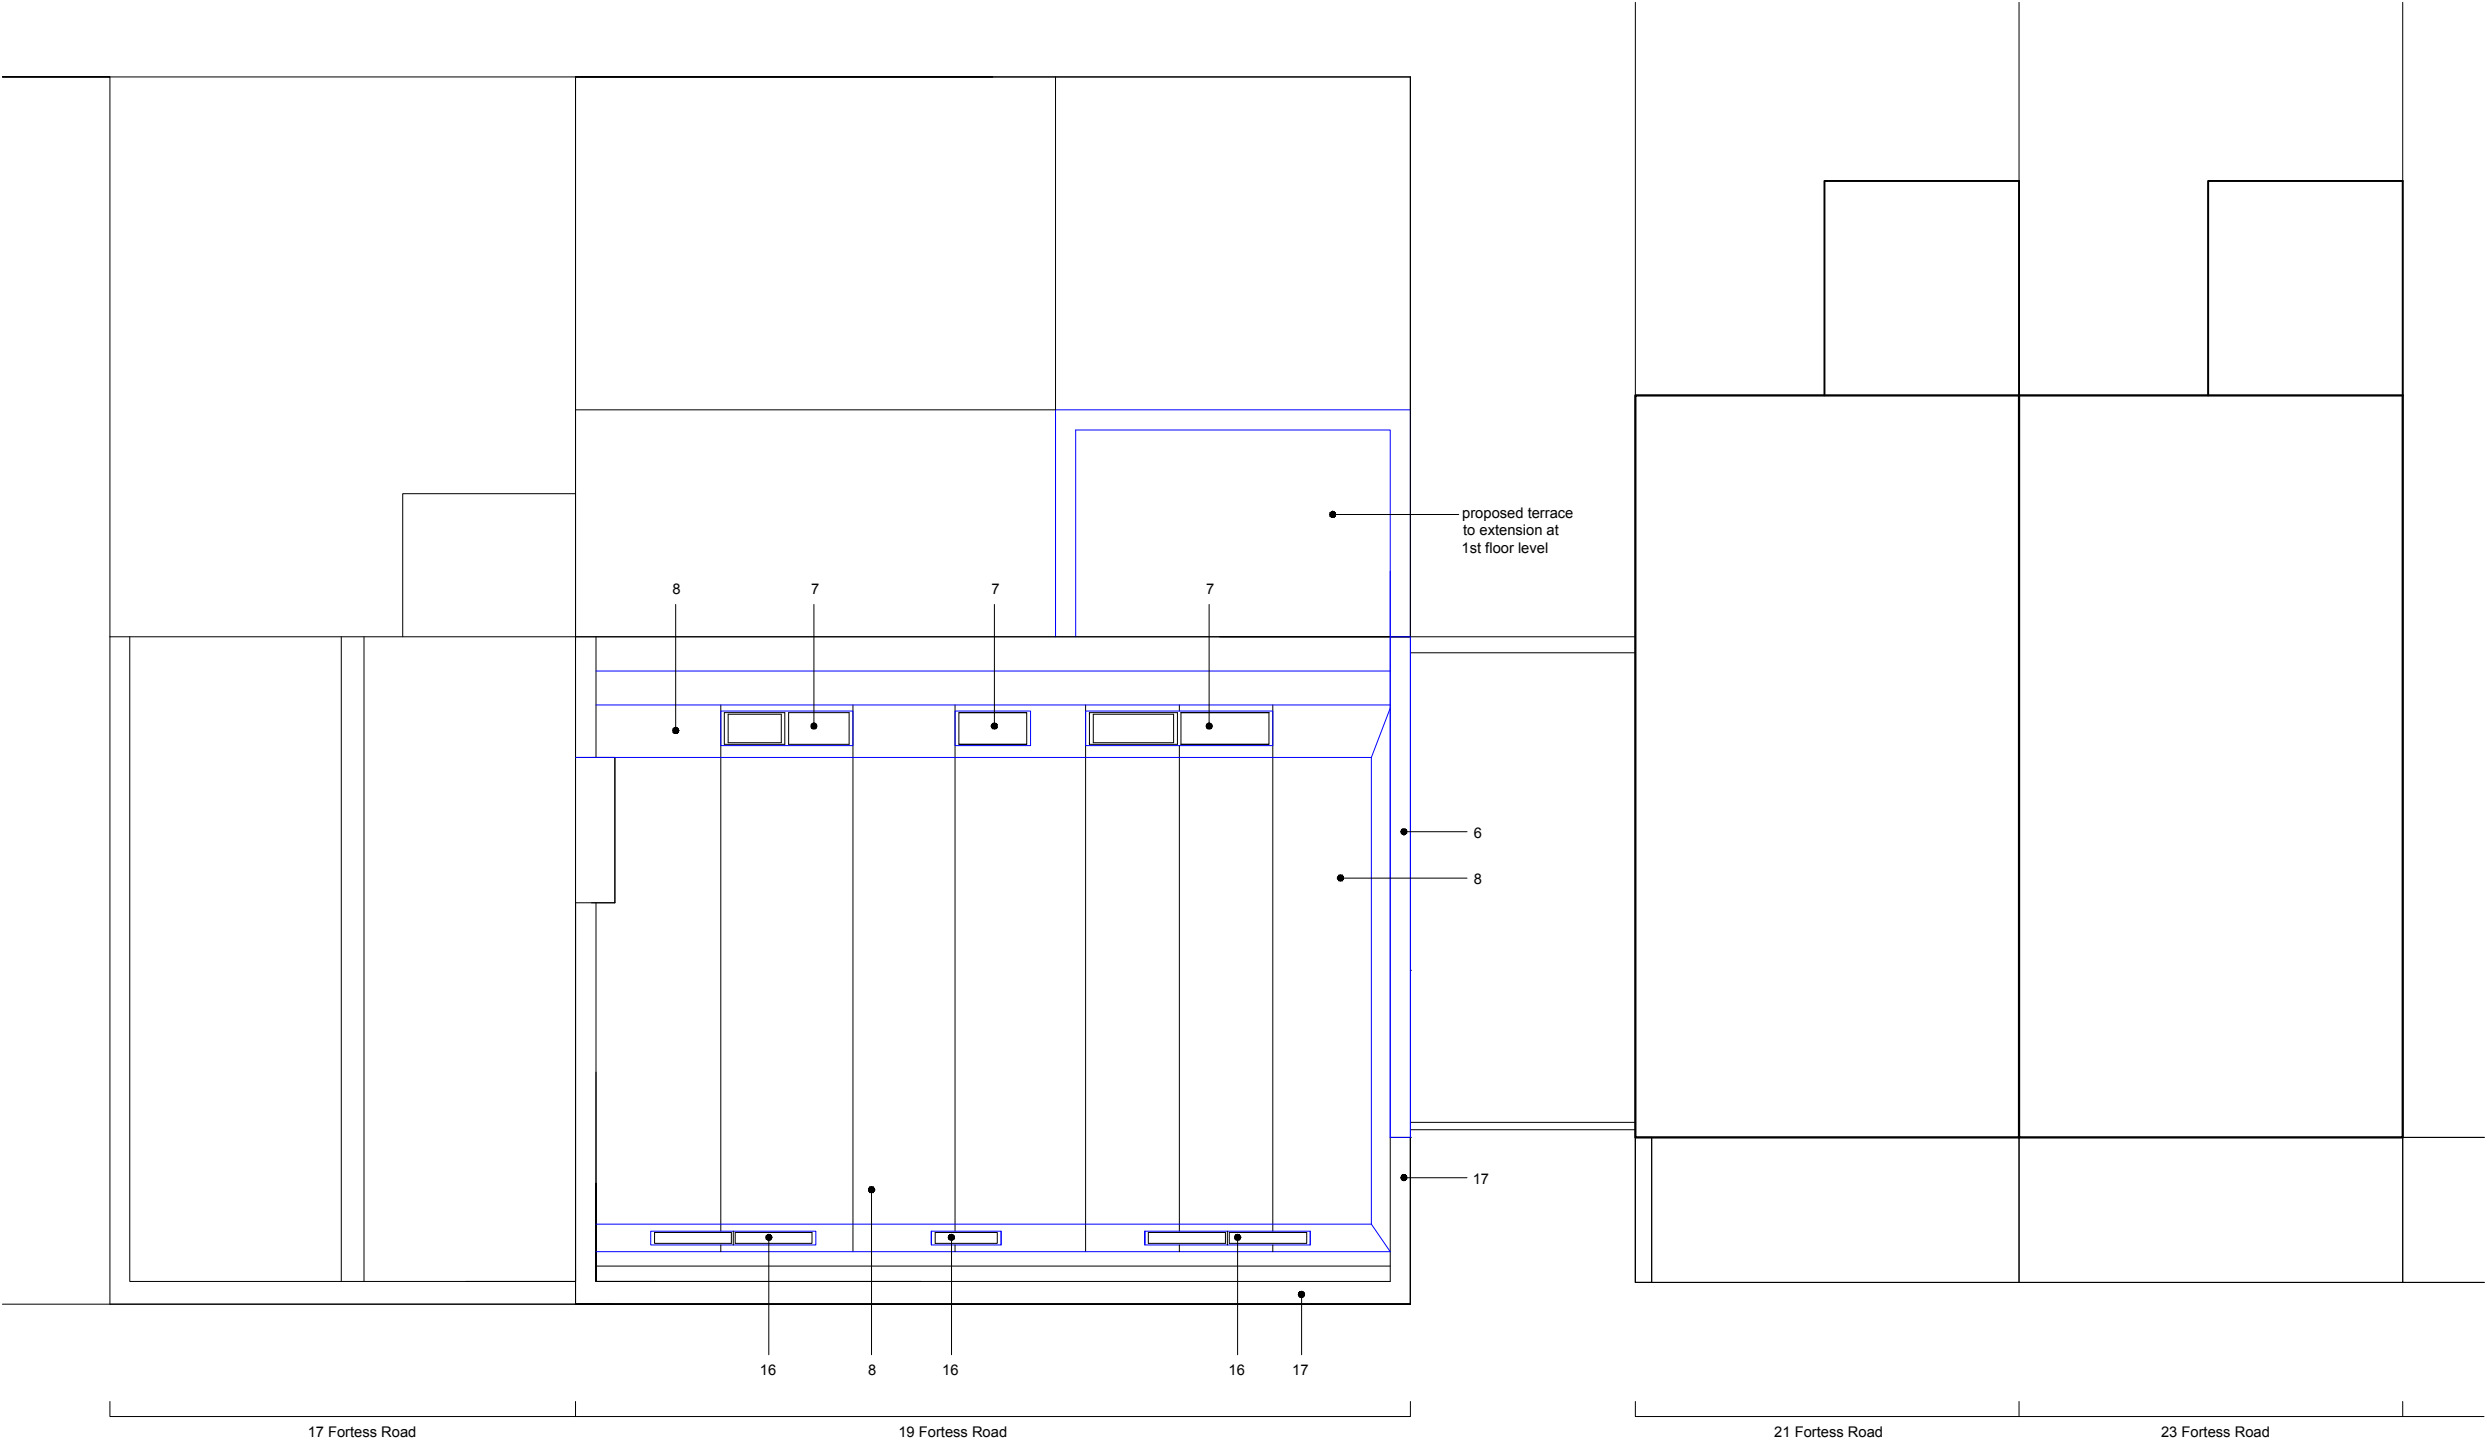 proposed terrace
to extension at
1st floor level
8
7
7
7
6
8
17
16
8
16
16
17
17 Fortess Road
19 Fortess Road
21 Fortess Road
23 Fortess Road